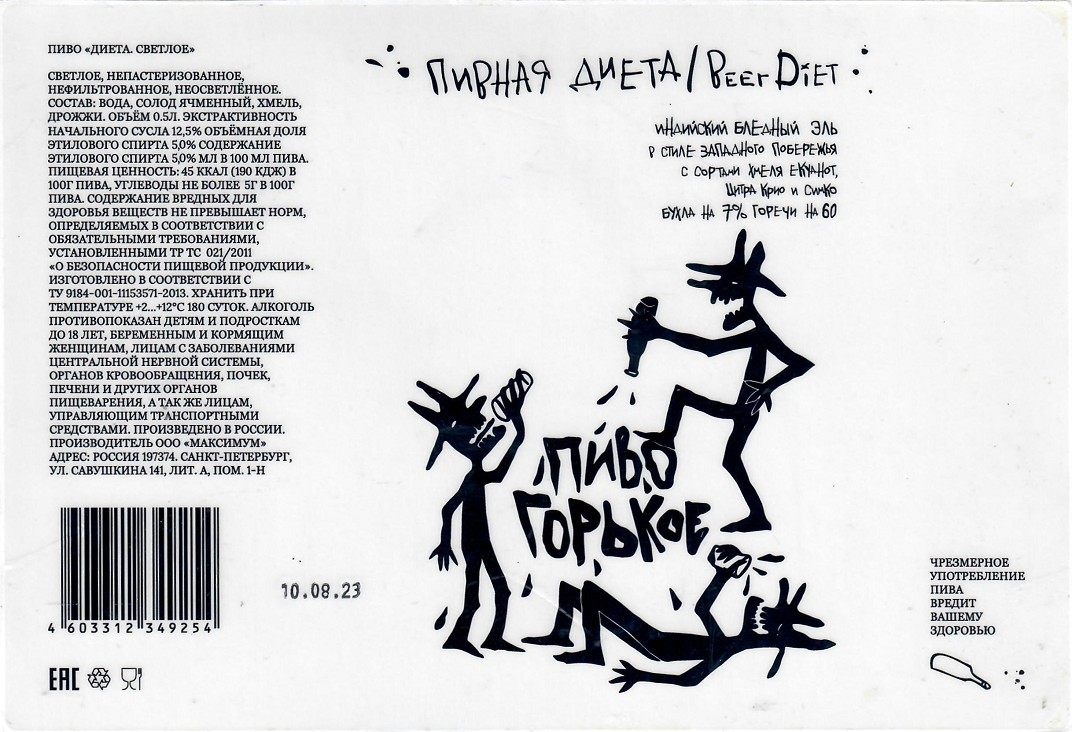 ПИВО «ДИЕТА. СВЕТЛОЕ»
СВЕТЛОЕ, НЕПАСТЕРИЗОВАННОЕ,
НЕФИЛЬТРОВАННОЕ, НЕОСВЕТЛЁННОЕ.
СОСТАВ: ВОДА, СОЛОД ЯЧМЕННЫЙ, ХМЕЛЬ,
ДРОЖЖИ. ОБЪЁМ 0.5Л. ЭКСТРАКТИВНОСТЬ
НАЧАЛЬНОГО СУСЛА 12,5% ОБЪЁМНАЯ ДОЛЯ
ЭТИЛОВОГО СПИРТА 5,0% СОДЕРЖАНИЕ
ЭТИЛОВОГО СПИРТА 5,0% МЛ В 100 МЛ ПИВА.
ПИЩЕВАЯ ЦЕННОСТЬ: 45 ККАЛ (190 КДЖ) В
100Г ПИВА, УГЛЕВОДЫ НЕ БОЛЕЕ 5Г В 100Г
ПИВА. СОДЕРЖАНИЕ ВРЕДНЫХ ДЛЯ
ЗДОРОВЬЯ ВЕЩЕСТВ НЕ ПРЕВЫШАЕТ НОРМ,
ОПРЕДЕЛЯЕМЫХ В СООТВЕТСТВИИ С
ОБЯЗАТЕЛЬНЫМИ ТРЕБОВАНИЯМИ,
УСТАНОВЛЕННЫМИ ТР ТС 021/2011
«О БЕЗОПАСНОСТИ ПИЩЕВОЙ ПРОДУКЦИИ».
ИЗГОТОВЛЕНО В СООТВЕТСТВИИ С
ТУ 9184-001-11153571-2013. ХРАНИТЬ ПРИ
ТЕМПЕРАТУРЕ +2...+12°C 180 СУТОК. АЛКОГОЛЬ
ПРОТИВОПОКАЗАН ДЕТЯМ И ПОДРОСТКАМ
ДО 18 ЛЕТ, БЕРЕМЕННЫМ И КОРМЯЩИМ
ЖЕНЩИНАМ, ЛИЦАМ С ЗАБОЛЕВАНИЯМИ
ЦЕНТРАЛЬНОЙ НЕРВНОЙ СИСТЕМЫ,
ОРГАНОВ КРОВООБРАЩЕНИЯ, ПОЧЕК,
ПЕЧЕНИ И ДРУГИХ ОРГАНОВ
ПИЩЕВАРЕНИЯ, А ТАК ЖЕ ЛИЦАМ,
УПРАВЛЯЮЩИМ ТРАНСПОРТНЫМИ
СРЕДСТВАМИ. ПРОИЗВЕДЕНО В РОССИИ.
ПРОИЗВОДИТЕЛЬ ООО «МАКСИМУМ»
АДРЕС: РОССИЯ 197374. САНКТ-ПЕТЕРБУРГ,
УЛ. САВУШКИНА 141, ЛИТ. А, ПОМ. 1-Н
4 603312 349254
EAC
10.08.23
ПИВНАЯ ДИЕТА/BEER DIET
ИНДИЙСКИЙ БЛЕДНЫЙ ЭЛЬ
В СТИЛЕ ЗАПАДНОГО ПОБЕРЕЖЬЯ
С СОРТАМИ ХМЕЛЯ ЕКУАНОТ,
ЦИТРА КРИО И СИМКО
БУХЛА НА 7% ГОРЕЧИ НА 60
ПИВО
ГОРЬКОЕ
ЧРЕЗМЕРНОЕ
УПОТРЕБЛЕНИЕ
ПИВА
ВРЕДИТ
ВАШЕМУ
ЗДОРОВЬЮ